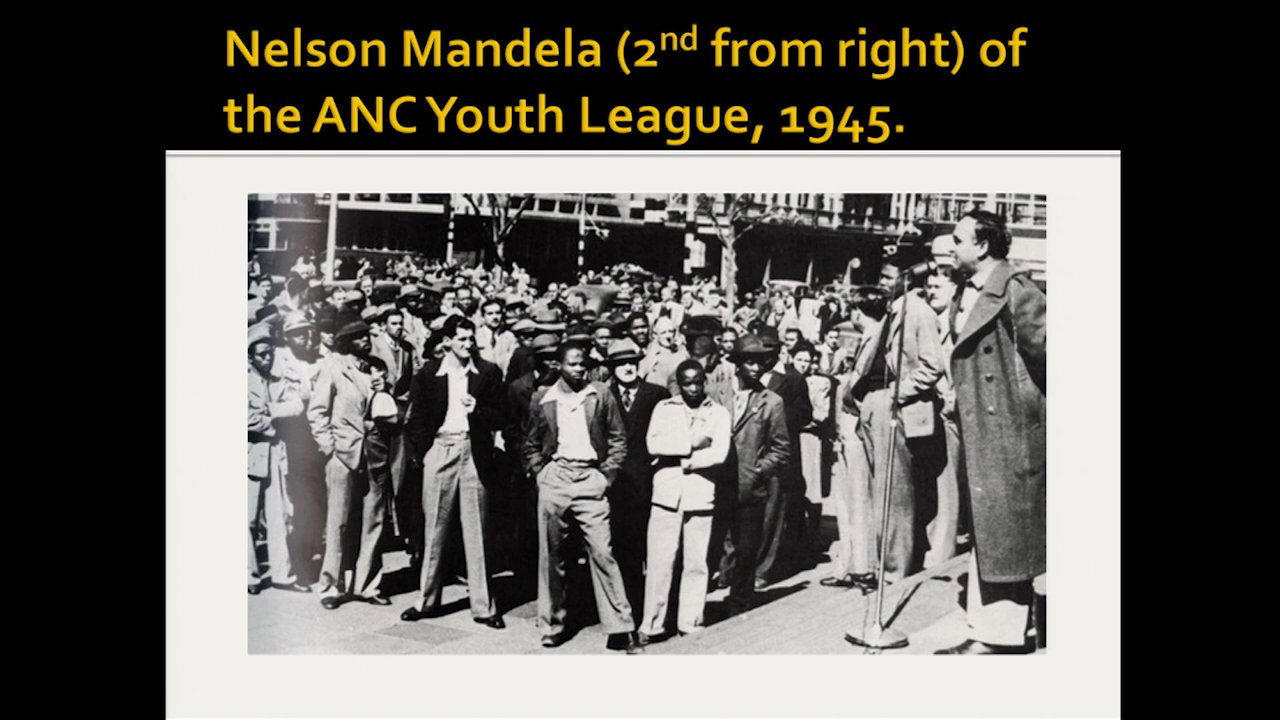 Nelson Mandela (2nd from right) of
the ANC Youth League, 1945.